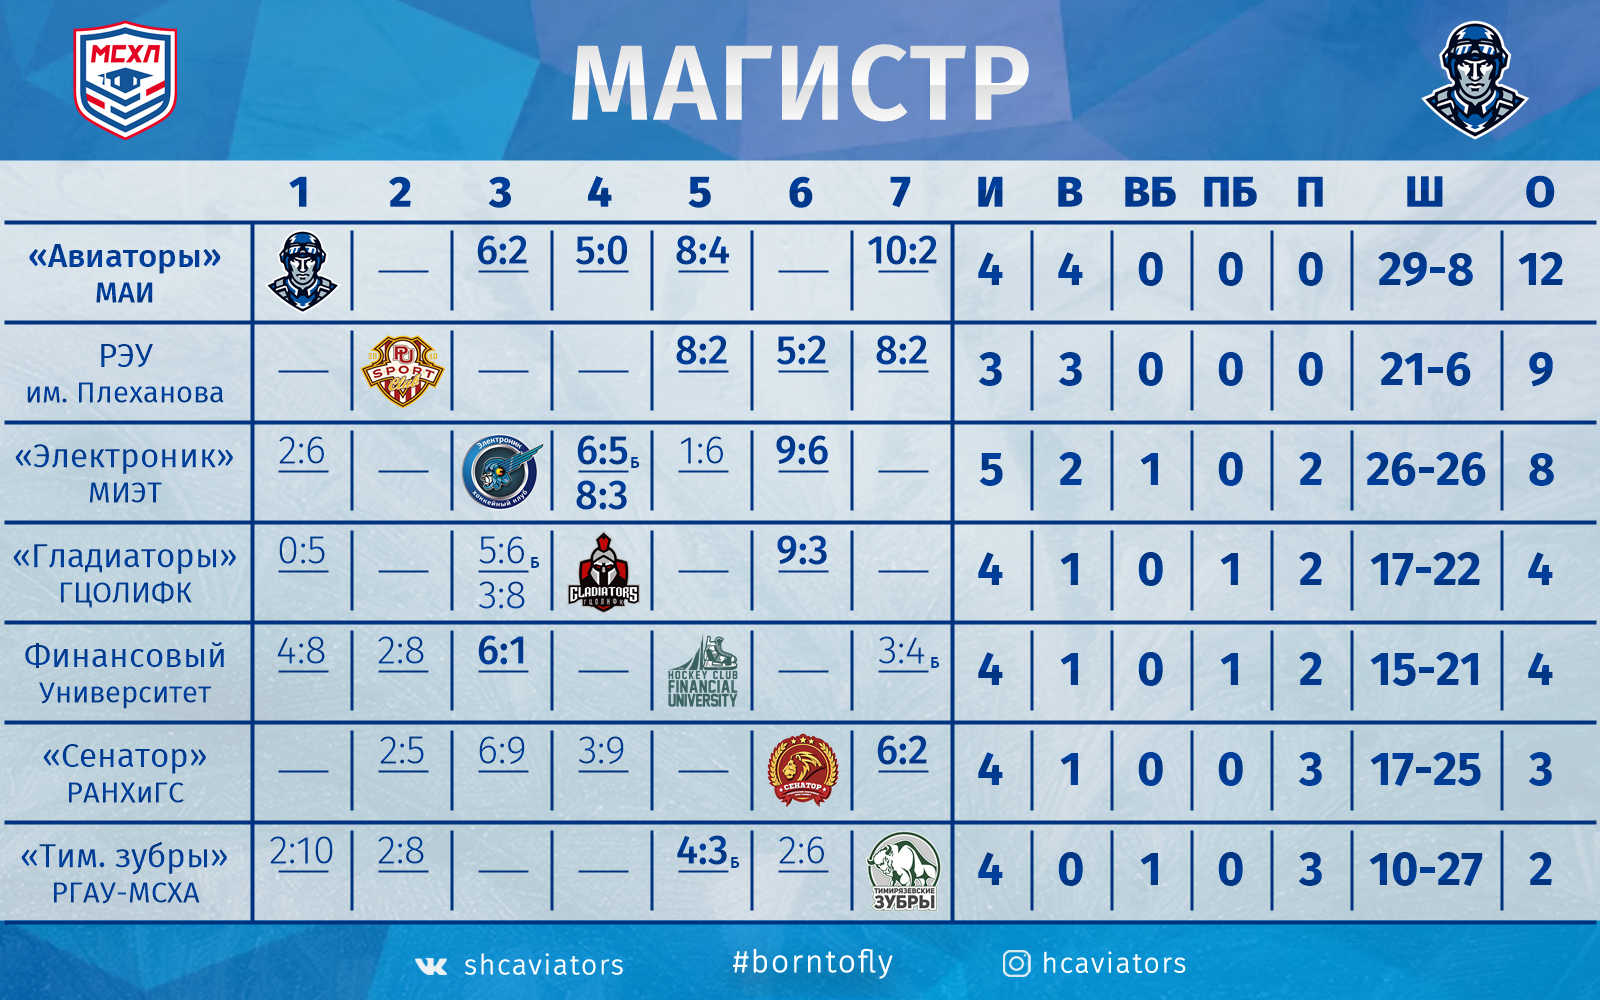 МСХЛ
МАГИСТР
1 2 3 4 5 6 7 И В ВБ ПБ П Ш О
«Авиаторы» МАИ — 6:2 5:0 8:4 — 10:2 4 4 0 0 0 29-8 12
РЭУ им. Плеханова — 2010 PU SPORT Club — — 8:2 5:2 8:2 3 3 0 0 0 21-6 9
«Электроник» МИЭТ 2:6 — Электроник хоккейный клуб 6:5Б 8:3 1:6 9:6 — 5 2 1 0 2 26-26 8
«Гладиаторы» ГЦОЛИФК 0:5 — 5:6Б 3:8 GLADIATORS ГЦОЛИФК — 9:3 — 4 1 0 1 2 17-22 4
Финансовый Университет 4:8 2:8 6:1 — HOCKEY CLUB FINANCIAL UNIVERSITY — 3:4Б 4 1 0 1 2 15-21 4
«Сенатор» РАНХиГС — 2:5 6:9 3:9 — СЕНАТОР 6:2 4 1 0 0 3 17-25 3
«Тим. зубры» РГАУ-МСХА 2:10 2:8 — — 4:3Б 2:6 ТИМИРЯЗЕВСКИЕ ЗУБРЫ 4 0 1 0 3 10-27 2
shcaviators #borntofly hcaviators